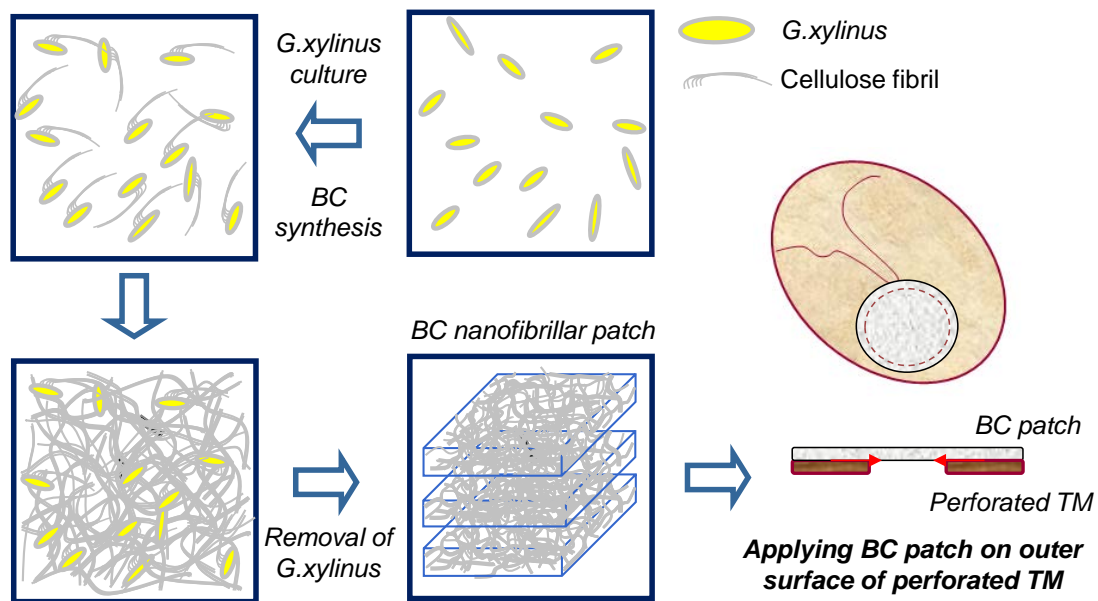 G.xylinus
culture
BC
synthesis
G.xylinus
Cellulose fibril
BC nanofibrillar patch
Removal of
G.xylinus
BC patch
Perforated TM
Applying BC patch on outer
surface of perforated TM